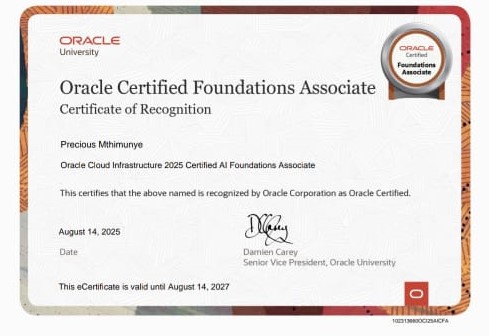 ORACLE
University
ORACLE
Certified
Foundations
Associate
Oracle Certified Foundations Associate
Certificate of Recognition
Precious Mthimunye
Oracle Cloud Infrastructure 2025 Certified AI Foundations Associate
This certifies that the above named is recognized by Oracle Corporation as Oracle Certified.
August 14, 2025
Date
Damien Carey
Senior Vice President, Oracle University
This eCertificate is valid until August 14, 2027
102313680OCI25AICFA